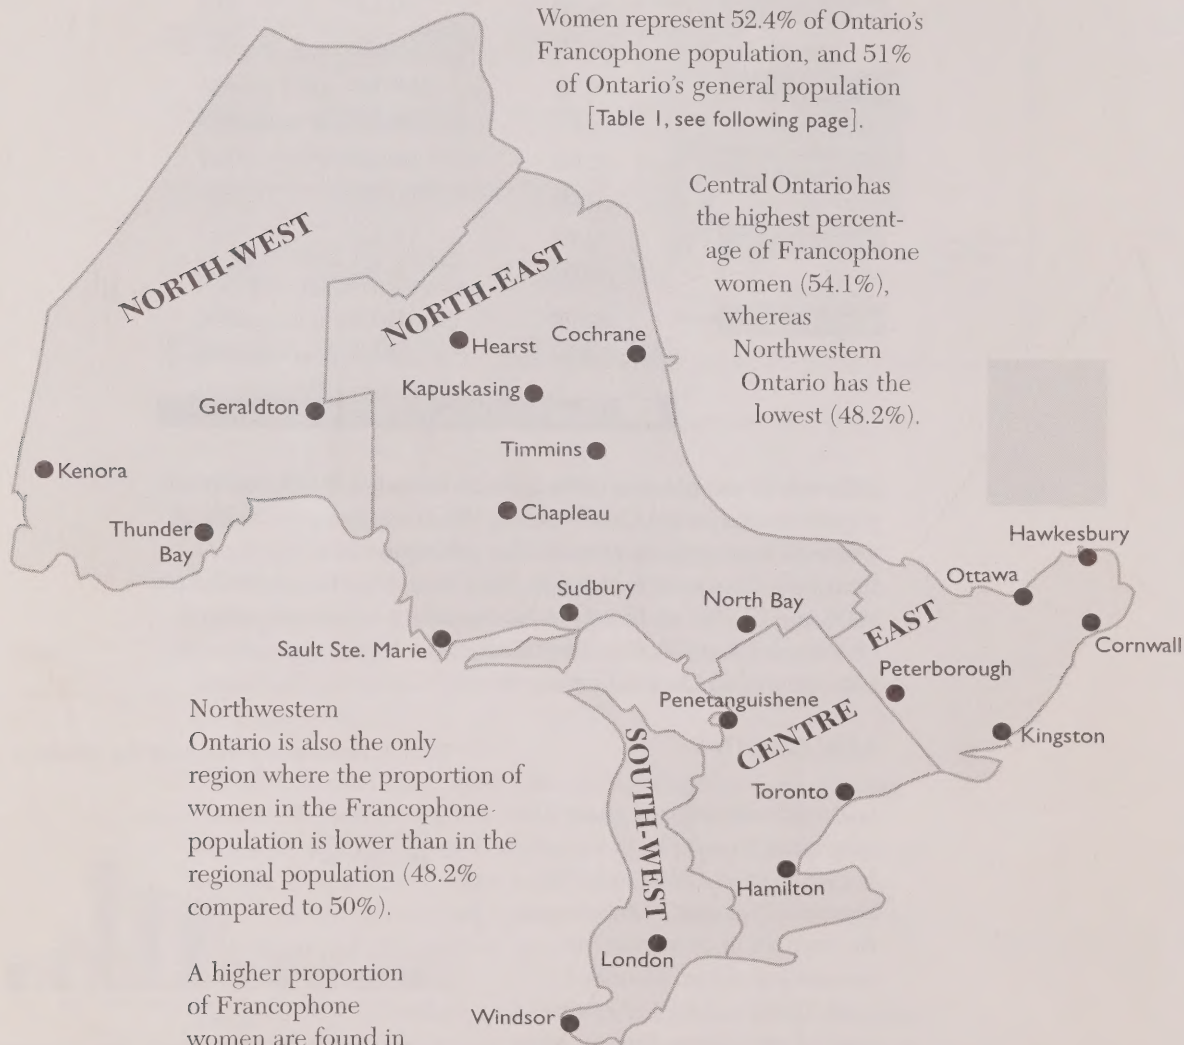 Women represent 52.4% of Ontario's
Francophone population, and 51%
of Ontario's general population
[Table 1, see following page].
Central Ontario has
the highest percent-
age of Francophone
women (54.1%),
whereas
Northwestern
Ontario has the
lowest (48.2%).
NORTH-WEST
NORTH-EAST
Hearst
Cochrane
Kapuskasing
Geraldton
Timmins
Kenora
Chapleau
Thunder
Bay
Hawkesbury
Ottawa
Sudbury
North Bay
EAST
Cornwall
Sault Ste. Marie
Peterborough
Penetanguishene
CENTRE
Kingston
SOUTH-WEST
Toronto
Hamilton
London
Windsor
Northwestern
Ontario is also the only
region where the proportion of
women in the Francophone
population is lower than in the
regional population (48.2%
compared to 50%).
A higher proportion
of Francophone
women are found in